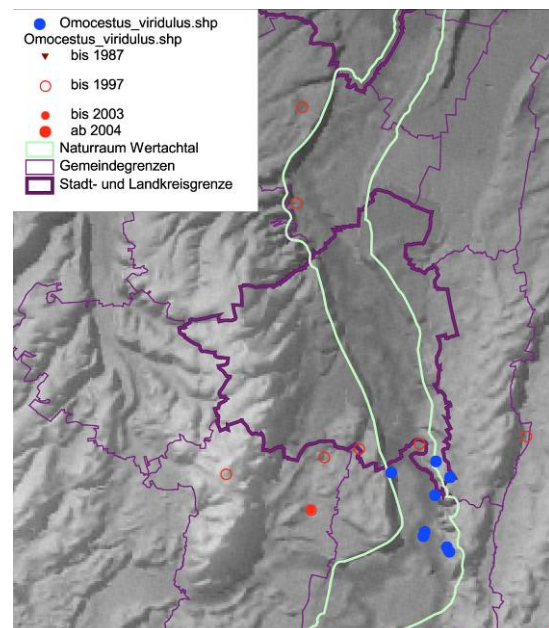 Omocestus_viridulus.shp
Omocestus_viridulus.shp
bis 1987
bis 1997
bis 2003
ab 2004
Naturraum Wertachtal
Gemeindegrenzen
Stadt- und Landkreisgrenze